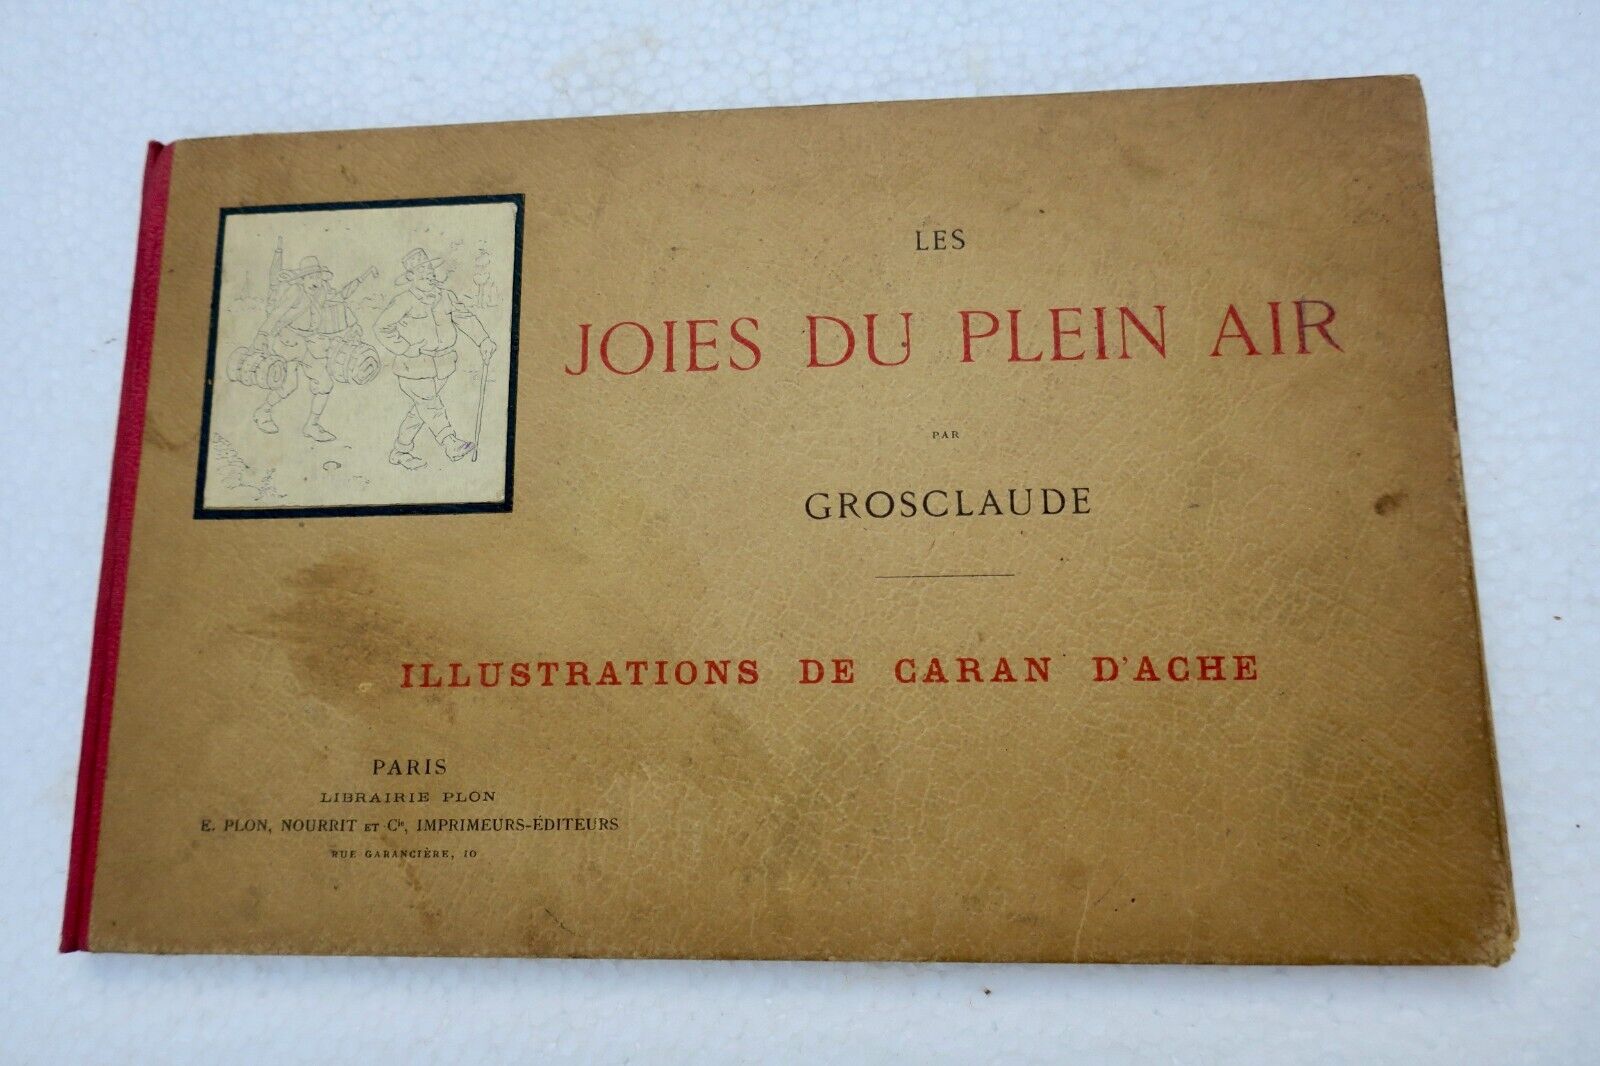 LES
JOIES DU PLEIN AIR
PAR
GROSCLAUDE
ILLUSTRATIONS DE CARAN D'ACHE
PARIS
LIBRAIRIE PLON
E. PLON, NOURRIT ET Cie, IMPRIMEURS-ÉDITEURS
RUE GARANCIÈRE, 10